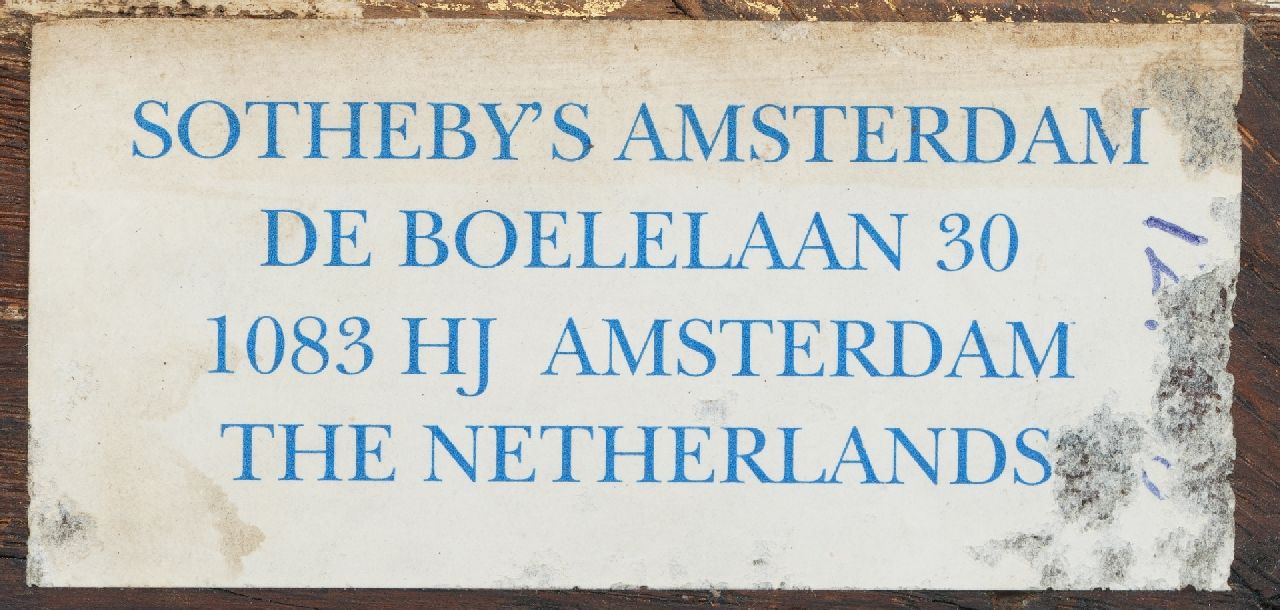 SOTHEBY'S AMSTERDAM
DE BOELELAAN 30
1083 HJ AMSTERDAM
THE NETHERLANDS